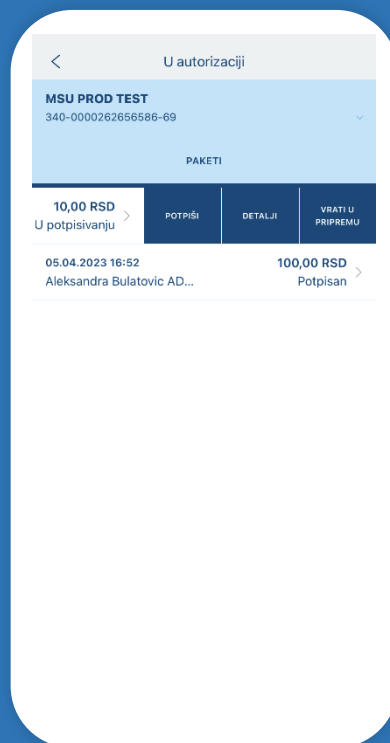 U autorizaciji
MSU PROD TEST
340-0000262656586-69
PAKETI
10,00 RSD
U potpisivanju
POTPIŠI
DETALJI
VRATI U
PRIPREMU
05.04.2023 16:52
100,00 RSD
Aleksandra Bulatovic AD...
Potpisan